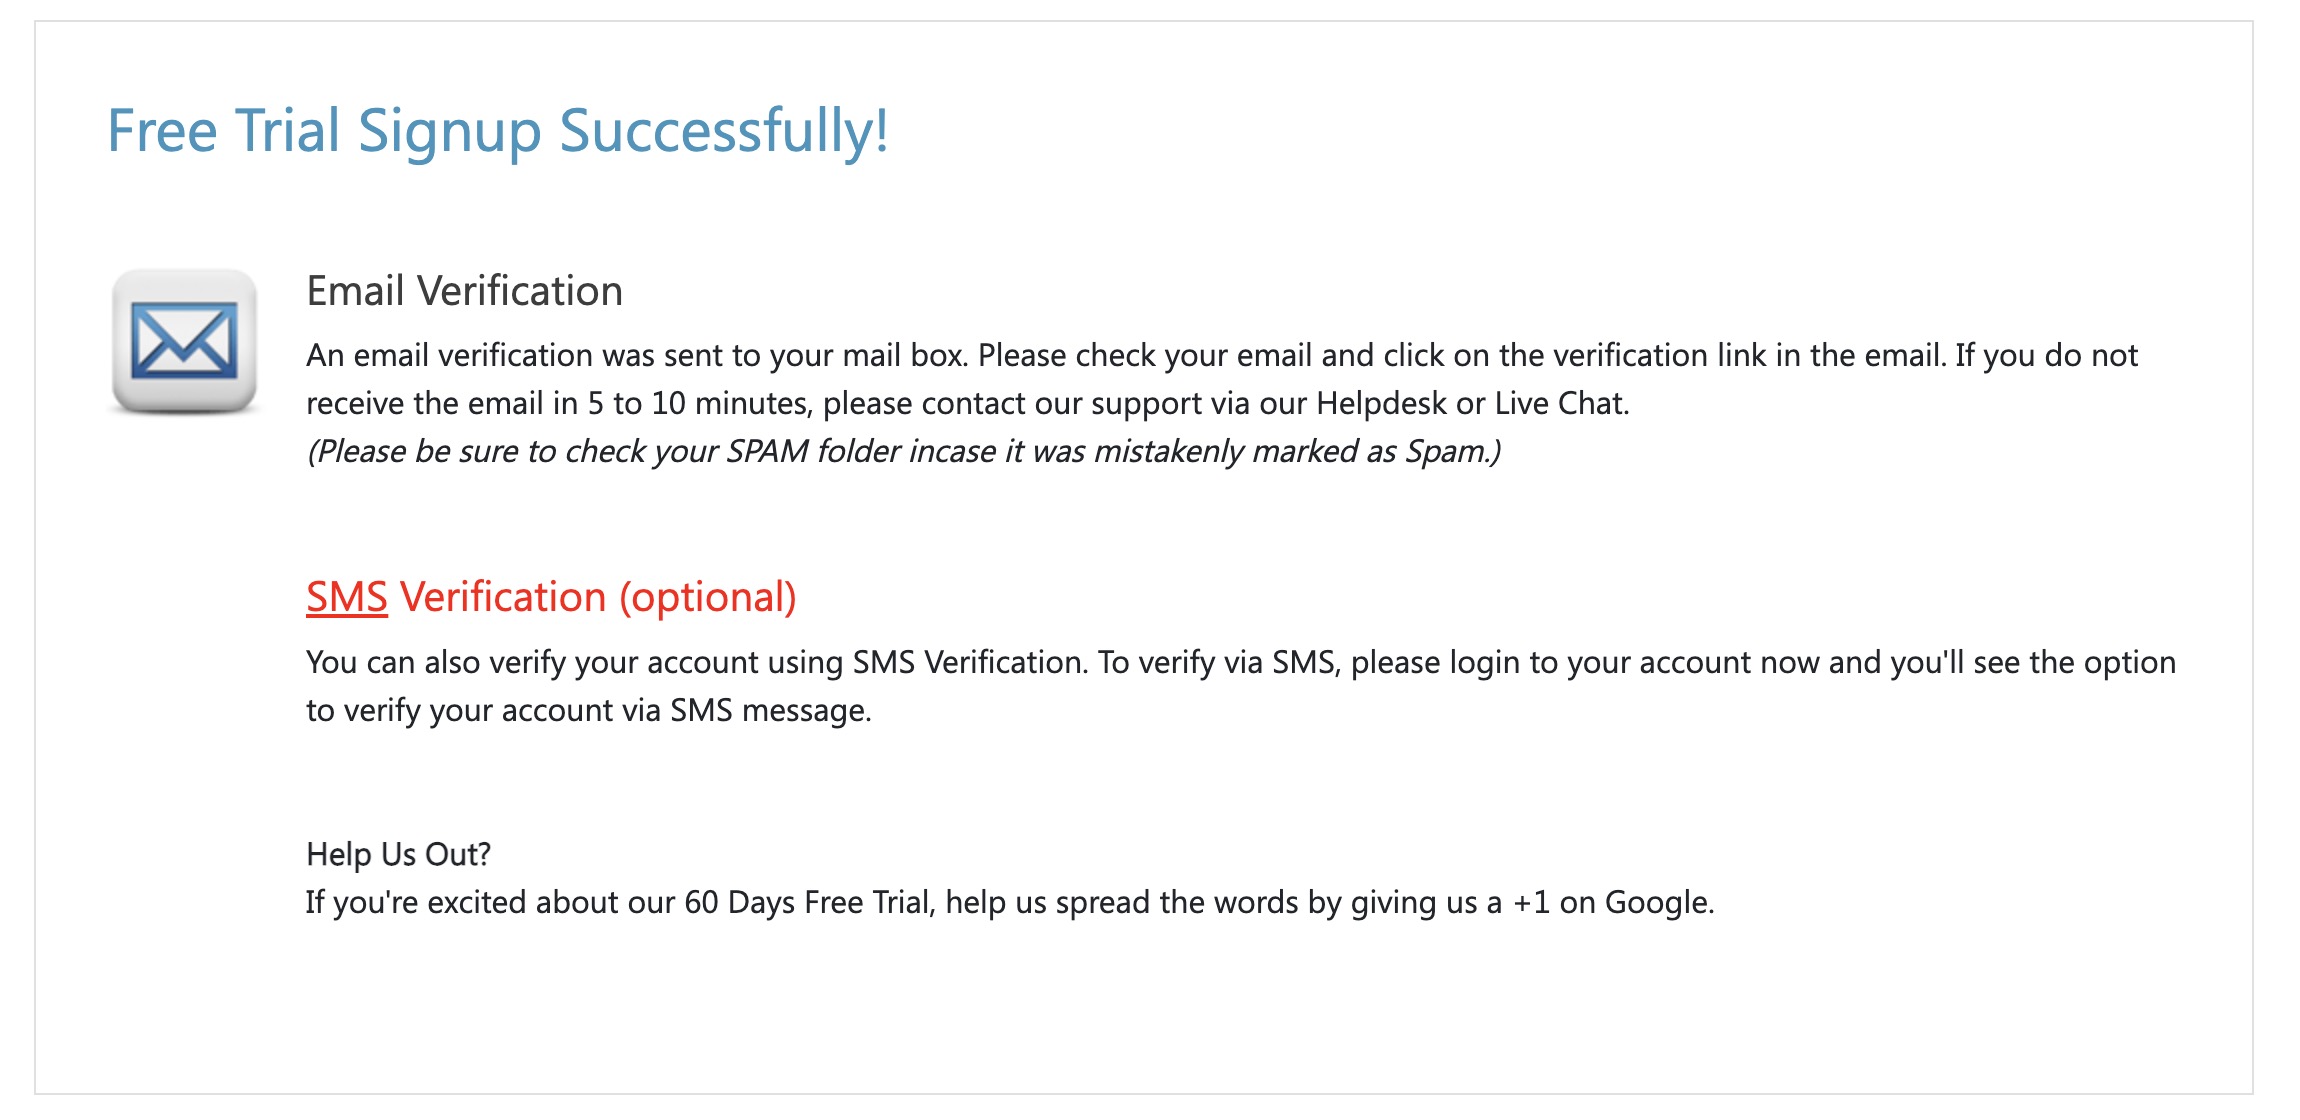 Free Trial Signup Successfully!
Email Verification
An email verification was sent to your mail box. Please check your email and click on the verification link in the email. If you do not
receive the email in 5 to 10 minutes, please contact our support via our Helpdesk or Live Chat.
(Please be sure to check your SPAM folder incase it was mistakenly marked as Spam.)
SMS Verification (optional)
You can also verify your account using SMS Verification. To verify via SMS, please login to your account now and you'll see the option
to verify your account via SMS message.
Help Us Out?
If you're excited about our 60 Days Free Trial, help us spread the words by giving us a +1 on Google.